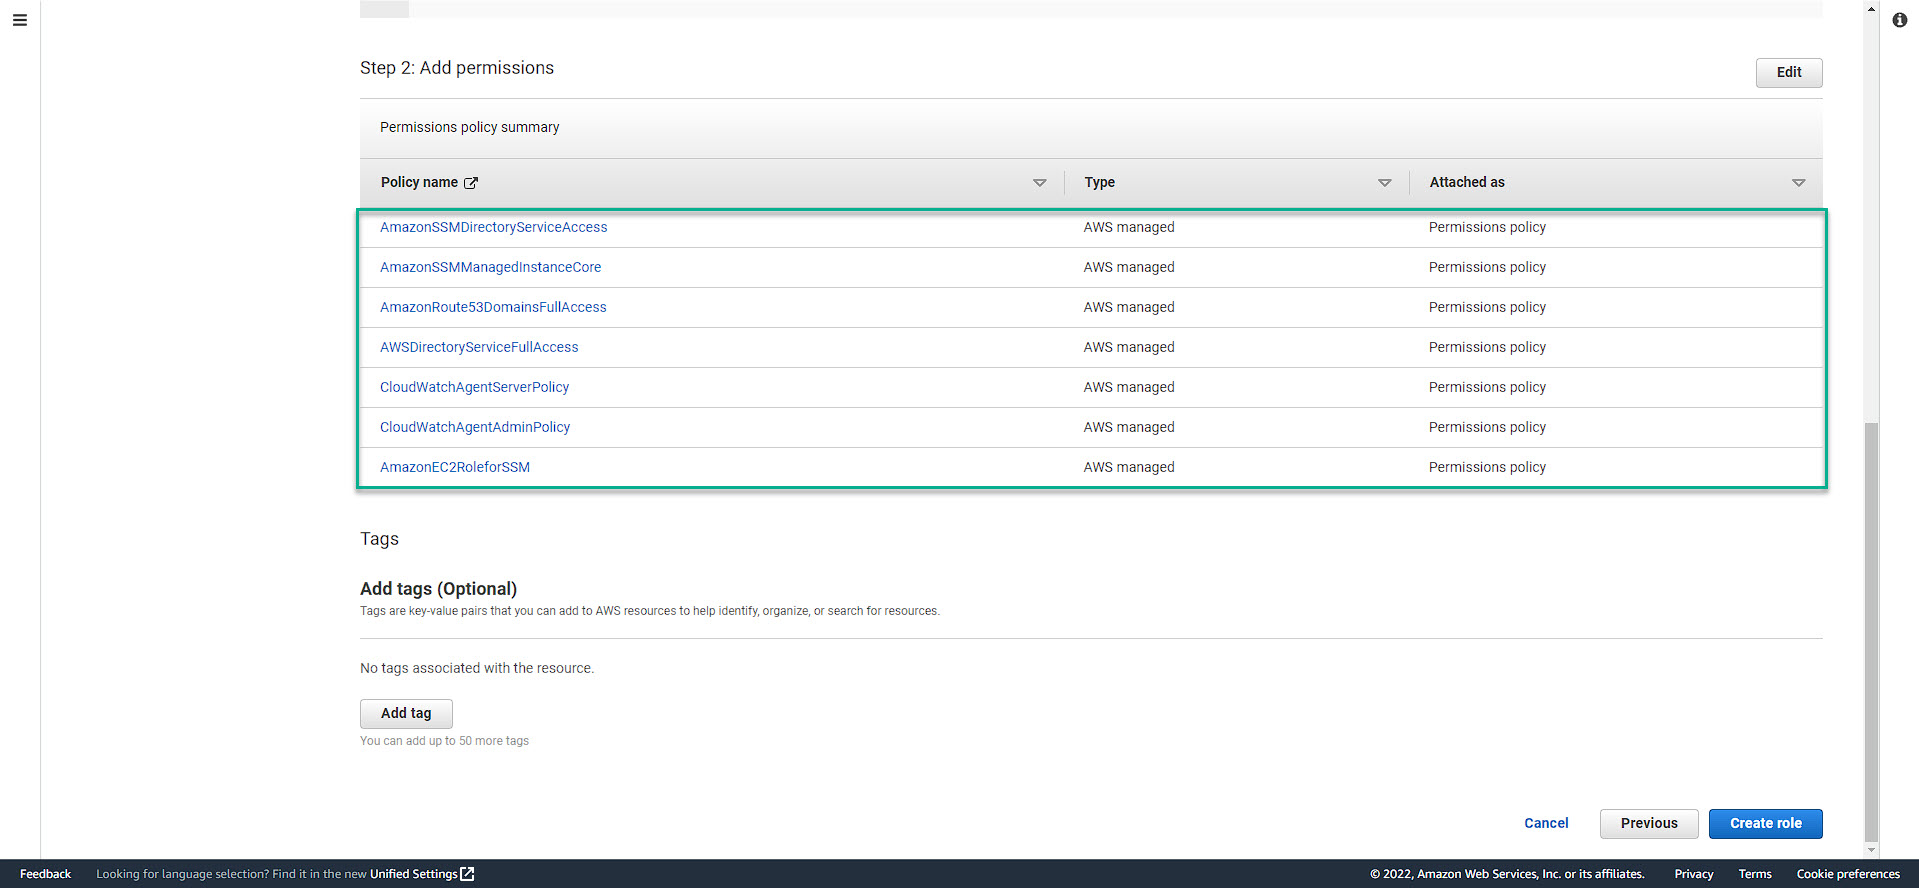 Step 2: Add permissions
Edit
Permissions policy summary
Policy name Type Attached as
AmazonSSMDirectoryServiceAccess AWS managed Permissions policy
AmazonSSMManagedInstanceCore AWS managed Permissions policy
AmazonRoute53DomainsFullAccess AWS managed Permissions policy
AWSDirectoryServiceFullAccess AWS managed Permissions policy
CloudWatchAgentServerPolicy AWS managed Permissions policy
CloudWatchAgentAdminPolicy AWS managed Permissions policy
AmazonEC2RoleforSSM AWS managed Permissions policy
Tags
Add tags (Optional)
Tags are key-value pairs that you can add to AWS resources to help identify, organize, or search for resources.
No tags associated with the resource.
Add tag
You can add up to 50 more tags
Cancel Previous Create role
Feedback Looking for language selection? Find it in the new Unified Settings © 2022, Amazon Web Services, Inc. or its affiliates. Privacy Terms Cookie preferences